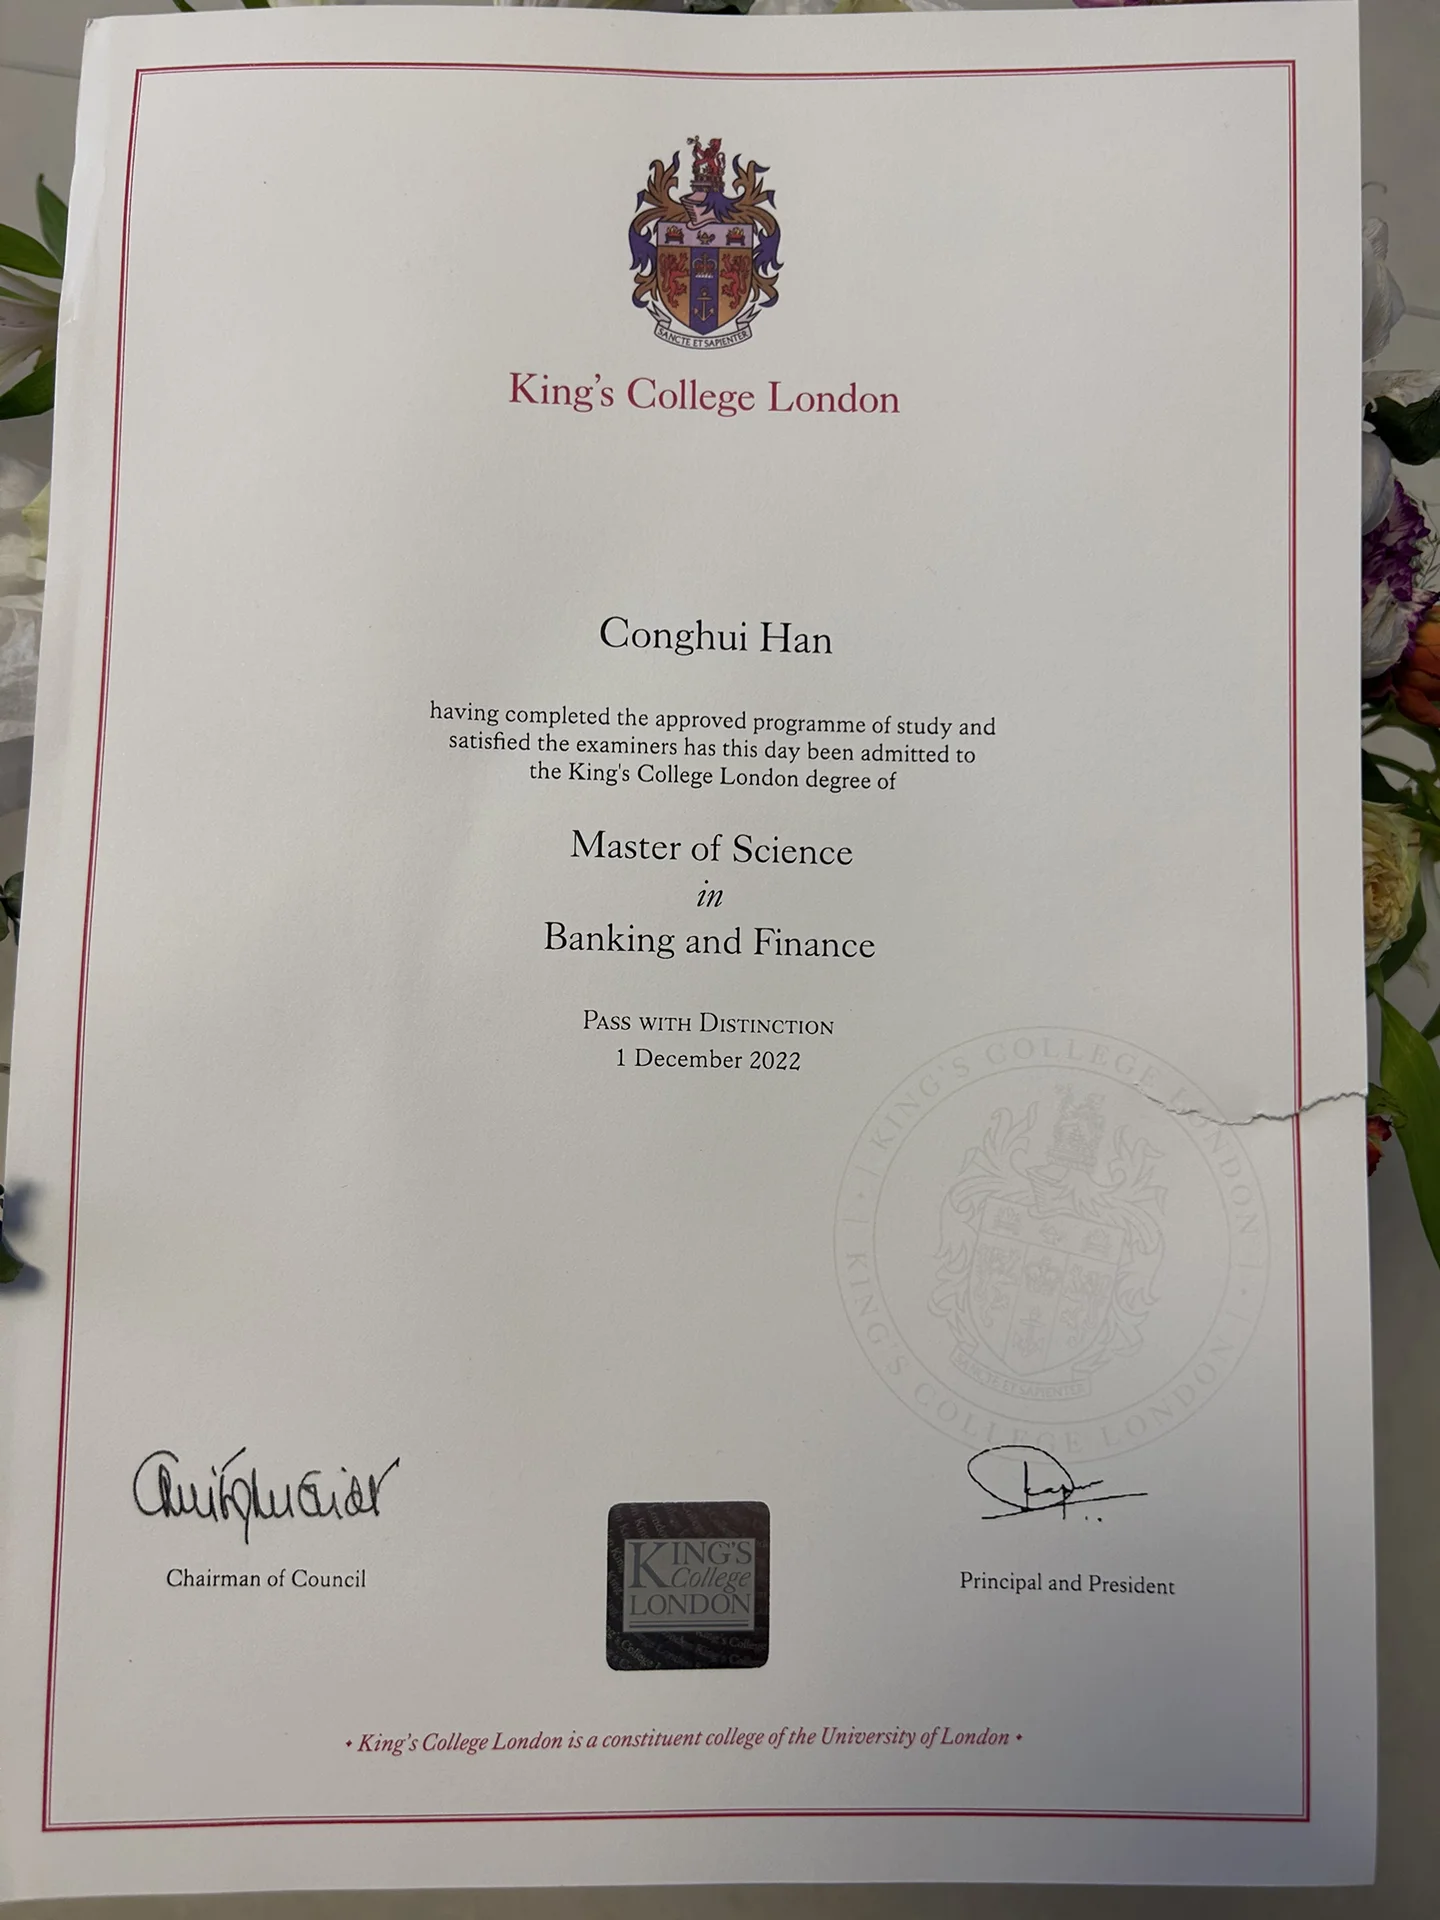 SANCTE ET SAPIENTER
King's College London
Conghui Han
having completed the approved programme of study and
satisfied the examiners has this day been admitted to
the King's College London degree of
Master of Science
in
Banking and Finance
PASS WITH DISTINCTION
1 December 2022
KING'S COLLEGE LONDON
KING'S COLLEGE LONDON
SANCTE ET SAPIENTER
Chairman of Council
KING'S
College
LONDON
Principal and President
• King's College London is a constituent college of the University of London •